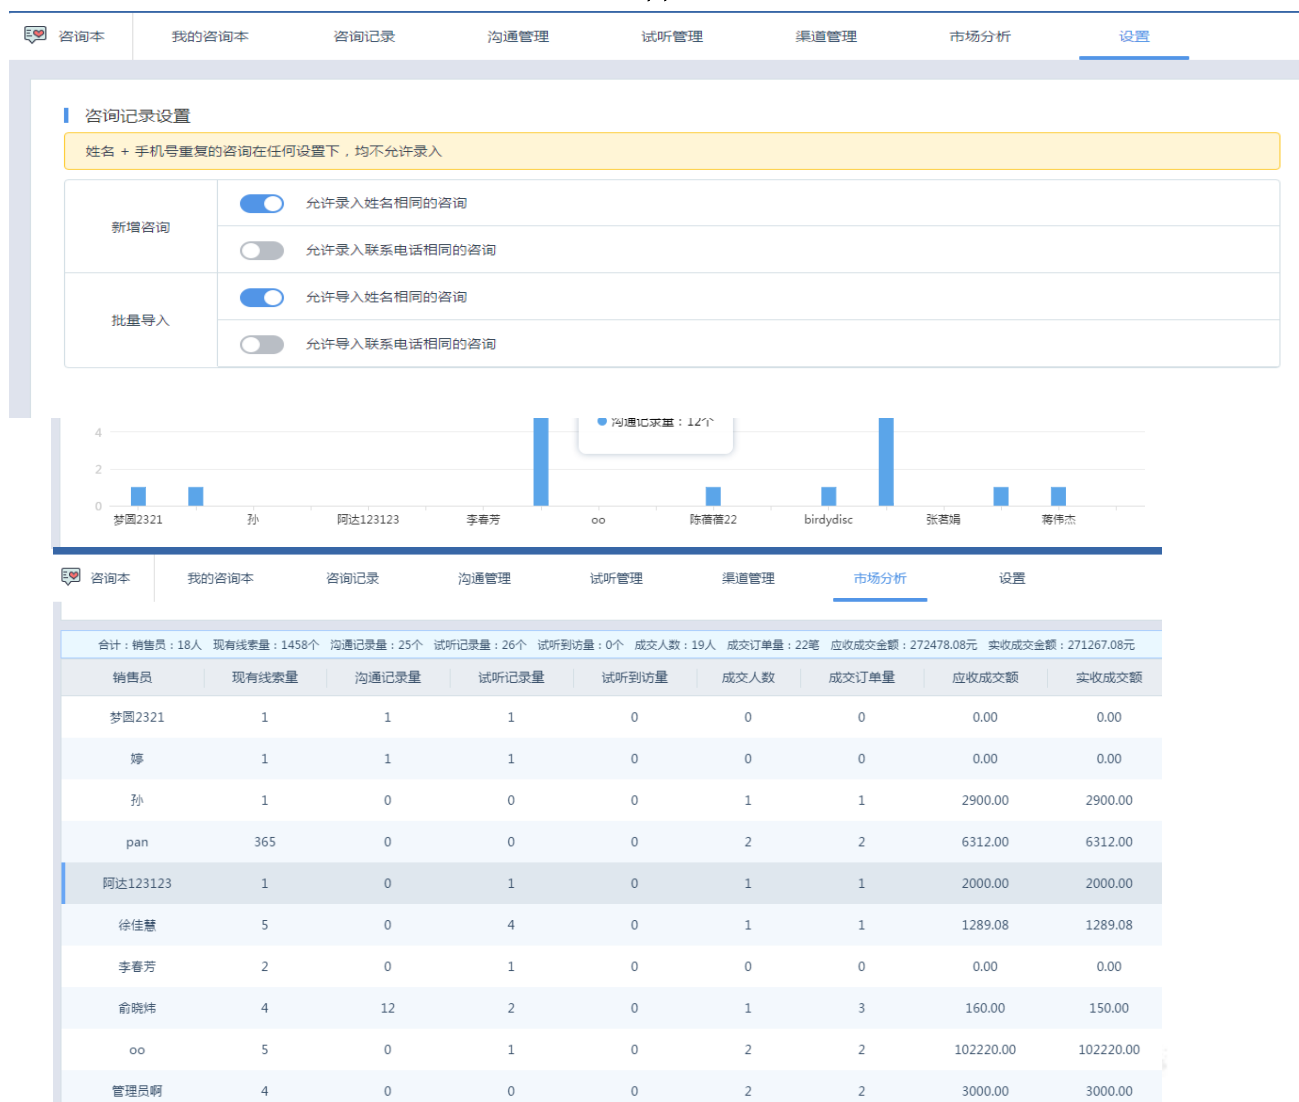 咨询本 我的咨询本 咨询记录 沟通管理 试听管理 渠道管理 市场分析 设置
咨询记录设置
姓名 + 手机号重复的咨询在任何设置下，均不允许录入
新增咨询
允许录入姓名相同的咨询
允许录入联系电话相同的咨询
批量导入
允许导入姓名相同的咨询
允许导入联系电话相同的咨询
沟通记录量：12个
4
2
0
梦圆2321 孙 阿达123123 李春芳 oo 陈蓓蓓22 birdydisc 张茗娟 蒋伟杰
咨询本 我的咨询本 咨询记录 沟通管理 试听管理 渠道管理 市场分析 设置
合计：销售员：18人 现有线索量：1458个 沟通记录量：25个 试听记录量：26个 试听到访量：0个 成交人数：19人 成交订单量：22笔 应收成交金额：272478.08元 实收成交金额：271267.08元
销售员 现有线索量 沟通记录量 试听记录量 试听到访量 成交人数 成交订单量 应收成交额 实收成交额
梦圆2321 1 1 1 0 0 0 0.00 0.00
婷 1 1 1 0 0 0 0.00 0.00
孙 1 0 0 0 1 1 2900.00 2900.00
pan 365 0 0 0 2 2 6312.00 6312.00
阿达123123 1 0 1 0 1 1 2000.00 2000.00
徐佳慧 5 0 4 0 1 1 1289.08 1289.08
李春芳 2 0 1 0 0 0 0.00 0.00
俞晓炜 4 12 2 0 1 3 160.00 150.00
oo 5 0 1 0 2 2 102220.00 102220.00
管理员啊 4 0 0 0 2 2 3000.00 3000.00